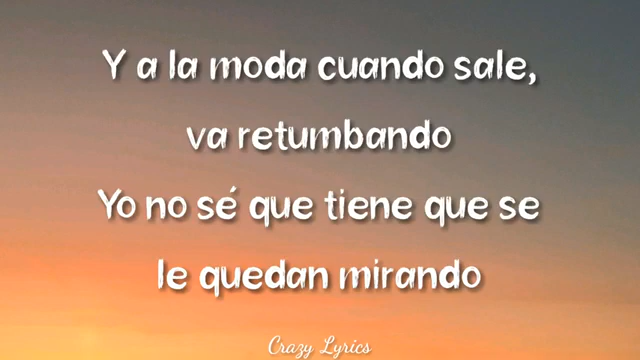 Y a la moda cuando sale,
va retumbando
Yo no sé que tiene que se
le quedan mirando
Crazy Lyrics